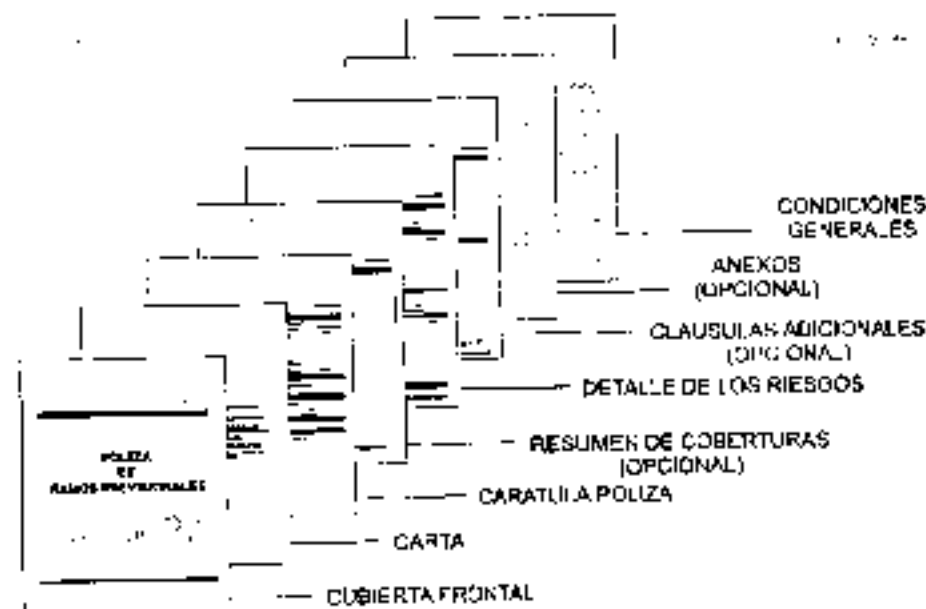 CONDICIONES
GENERALES
ANEXOS
(OPCIONAL)
CLAUSULAS ADICIONALES
(OPCIONAL)
DETALLE DE LOS RIESGOS
RESUMEN DE COBERTURAS
(OPCIONAL)
CARATULA POLIZA
CARTA
CUBIERTA FRONTAL
POLIZA
DE
RAMOS